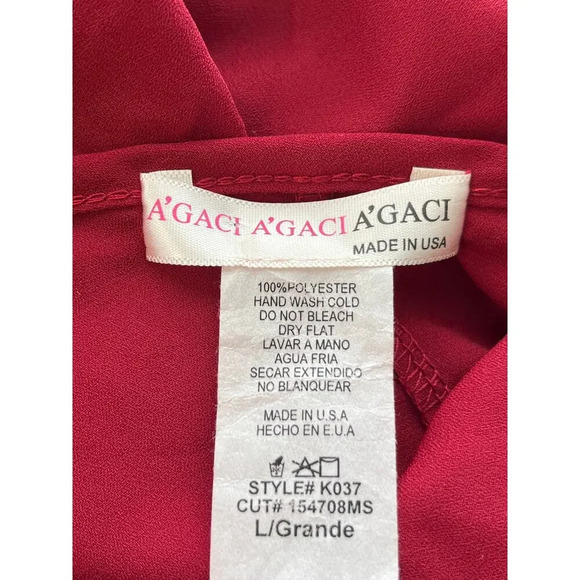 A'GACI A'GACI A'GACI
MADE IN USA
100%POLYESTER
HAND WASH COLD
DO NOT BLEACH
DRY FLAT
LAVAR A MANO
AGUA FRIA
SECAR EXTENDIDO
NO BLANQUEAR
MADE IN U.S.A
HECHO EN E.U.A
STYLE# K037
CUT# 154708MS
L/Grande